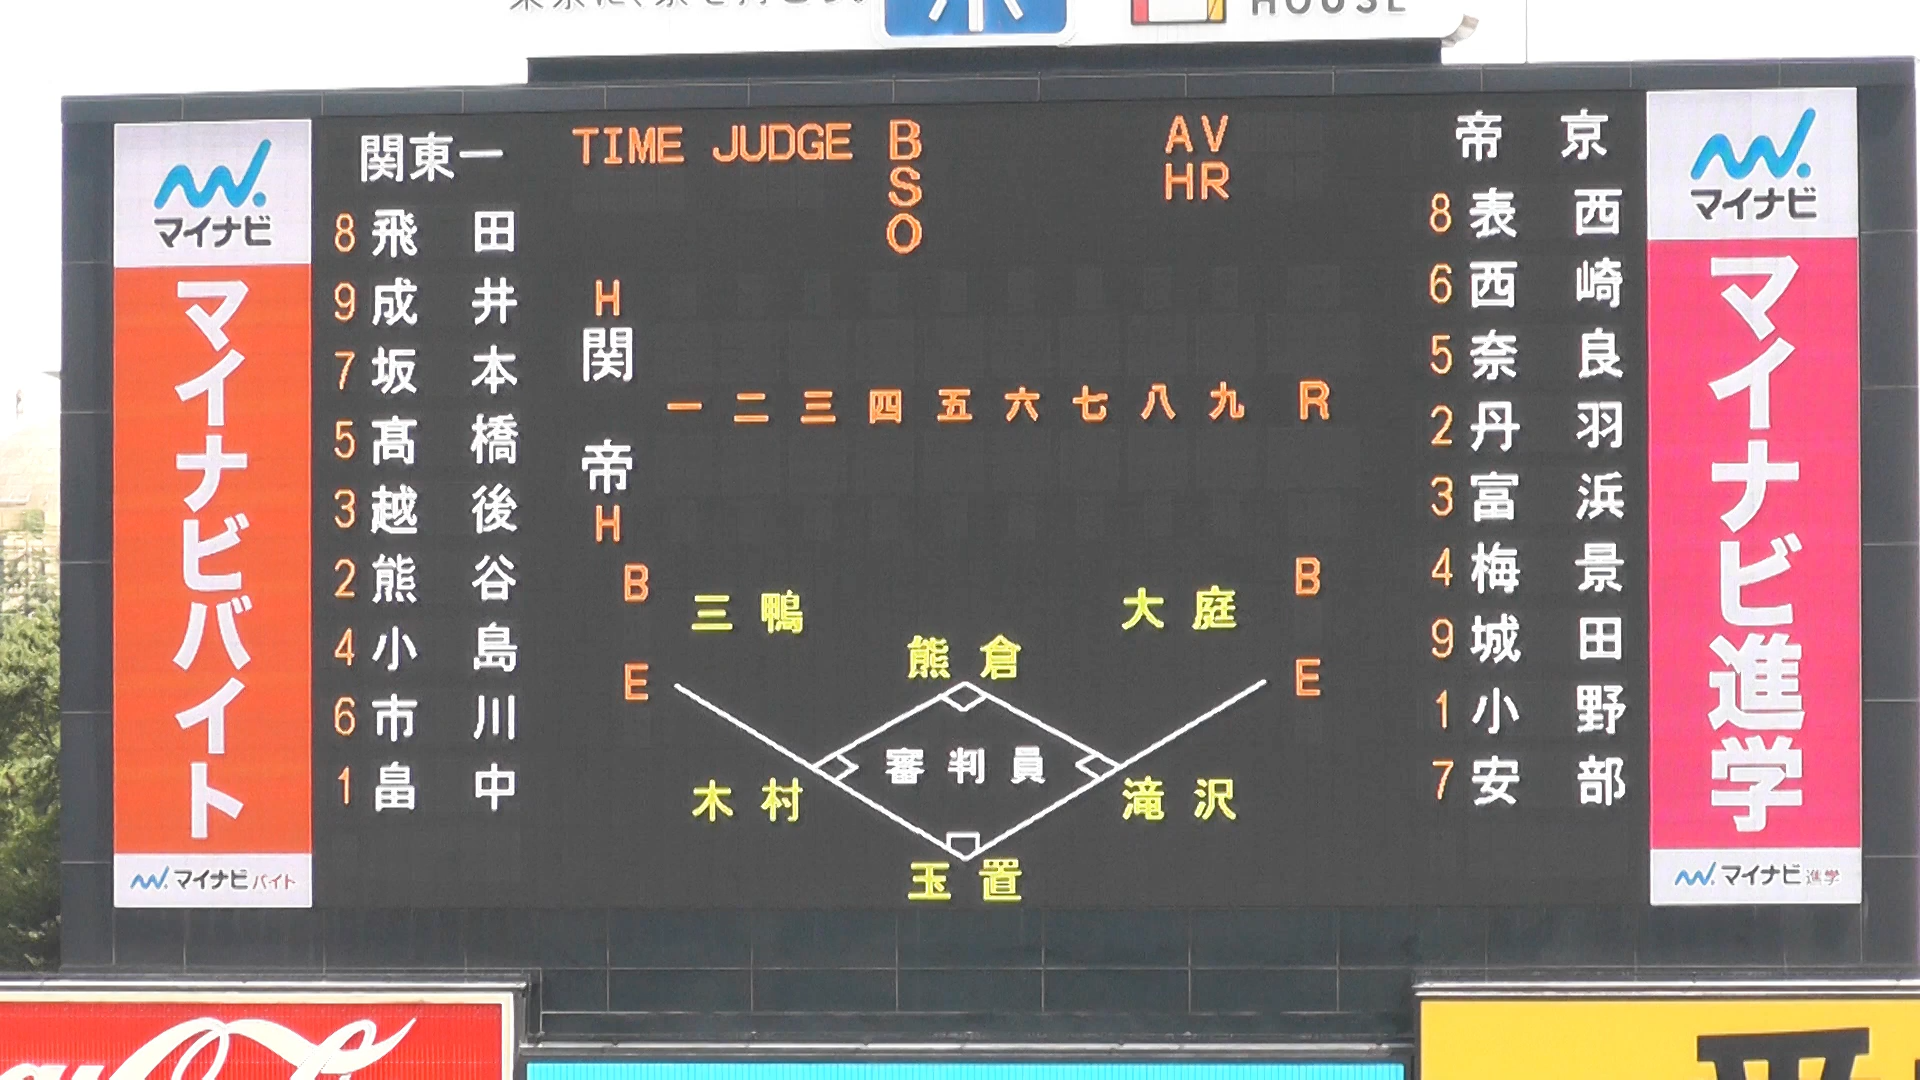 HOUSE
マイナビ
マイナビバイト
マイナビバイト
関東一
8 飛田
9 成井
7 坂本
5 髙橋
3 越後
2 熊谷
4 小島
6 市川
1 畠中
TIME JUDGE
B
S
O
AV
HR
H
関
一 二 三 四 五 六 七 八 九 R
帝
H
B
E
B
E
三鴨
大庭
熊倉
審判員
木村
滝沢
玉置
帝京
8 表西
6 西崎
5 奈良
2 丹羽
3 富浜
4 梅景
9 城田
1 小野
7 安部
マイナビ
マイナビ進学
マイナビ進学